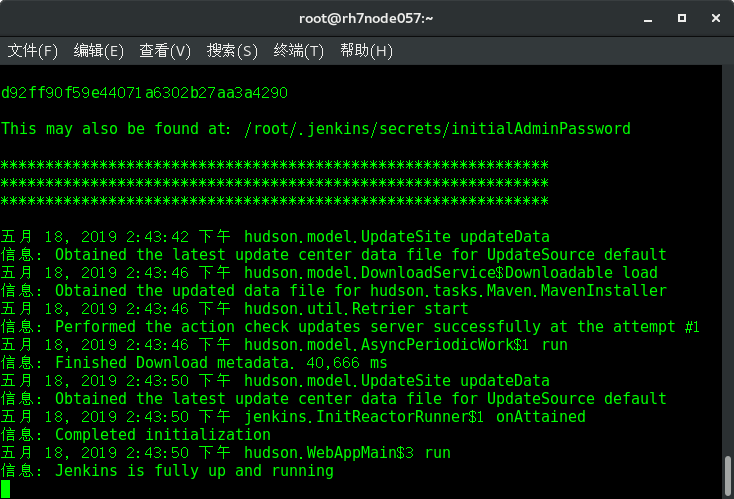 root@rh7node057:~
文件(F) 编辑(E) 查看(V) 搜索(S) 终端(T) 帮助(H)
d92ff90f59e44071a6302b27aa3a4290
This may also be found at: /root/.jenkins/secrets/initialAdminPassword
*************************************************************
*************************************************************
*************************************************************
五月 18, 2019 2:43:42 下午 hudson.model.UpdateSite updateData
信息: Obtained the latest update center data file for UpdateSource default
五月 18, 2019 2:43:46 下午 hudson.model.DownloadService$Downloadable load
信息: Obtained the updated data file for hudson.tasks.Maven.MavenInstaller
五月 18, 2019 2:43:46 下午 hudson.util.Retrier start
信息: Performed the action check updates server successfully at the attempt #1
五月 18, 2019 2:43:46 下午 hudson.model.AsyncPeriodicWork$1 run
信息: Finished Download metadata. 40,666 ms
五月 18, 2019 2:43:50 下午 hudson.model.UpdateSite updateData
信息: Obtained the latest update center data file for UpdateSource default
五月 18, 2019 2:43:50 下午 jenkins.InitReactorRunner$1 onAttained
信息: Completed initialization
五月 18, 2019 2:43:50 下午 hudson.WebAppMain$3 run
信息: Jenkins is fully up and running